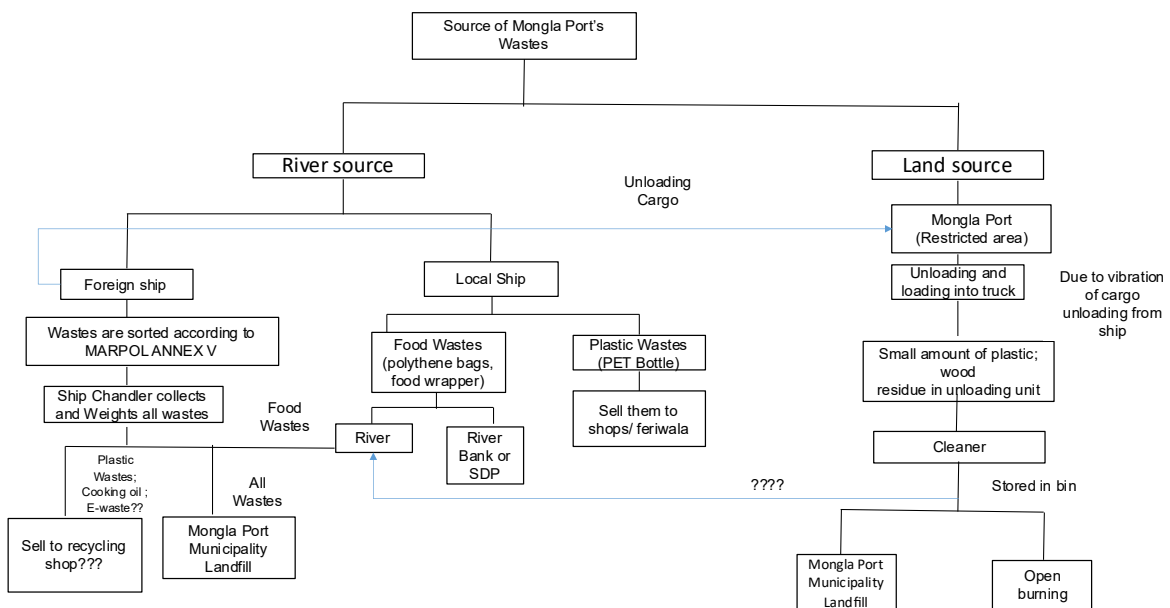 Source of Mongla Port's
Wastes
River source
Land source
Unloading
Cargo
Mongla Port
(Restricted area)
Foreign ship
Local Ship
Unloading and
loading into truck
Due to vibration
of cargo
unloading from
ship
Wastes are sorted according to
MARPOL ANNEX V
Food Wastes
(polythene bags,
food wrapper)
Plastic Wastes
(PET Bottle)
Small amount of plastic;
wood
residue in unloading unit
Ship Chandler collects
and Weights all wastes
Food
Wastes
Sell them to
shops/ feriwala
River
River
Bank or
SDP
Cleaner
Plastic
Wastes;
Cooking oil ;
E-waste??
All
Wastes
????
Stored in bin
Sell to recycling
shop???
Mongla Port
Municipality
Landfill
Mongla Port
Municipality
Landfill
Open
burning